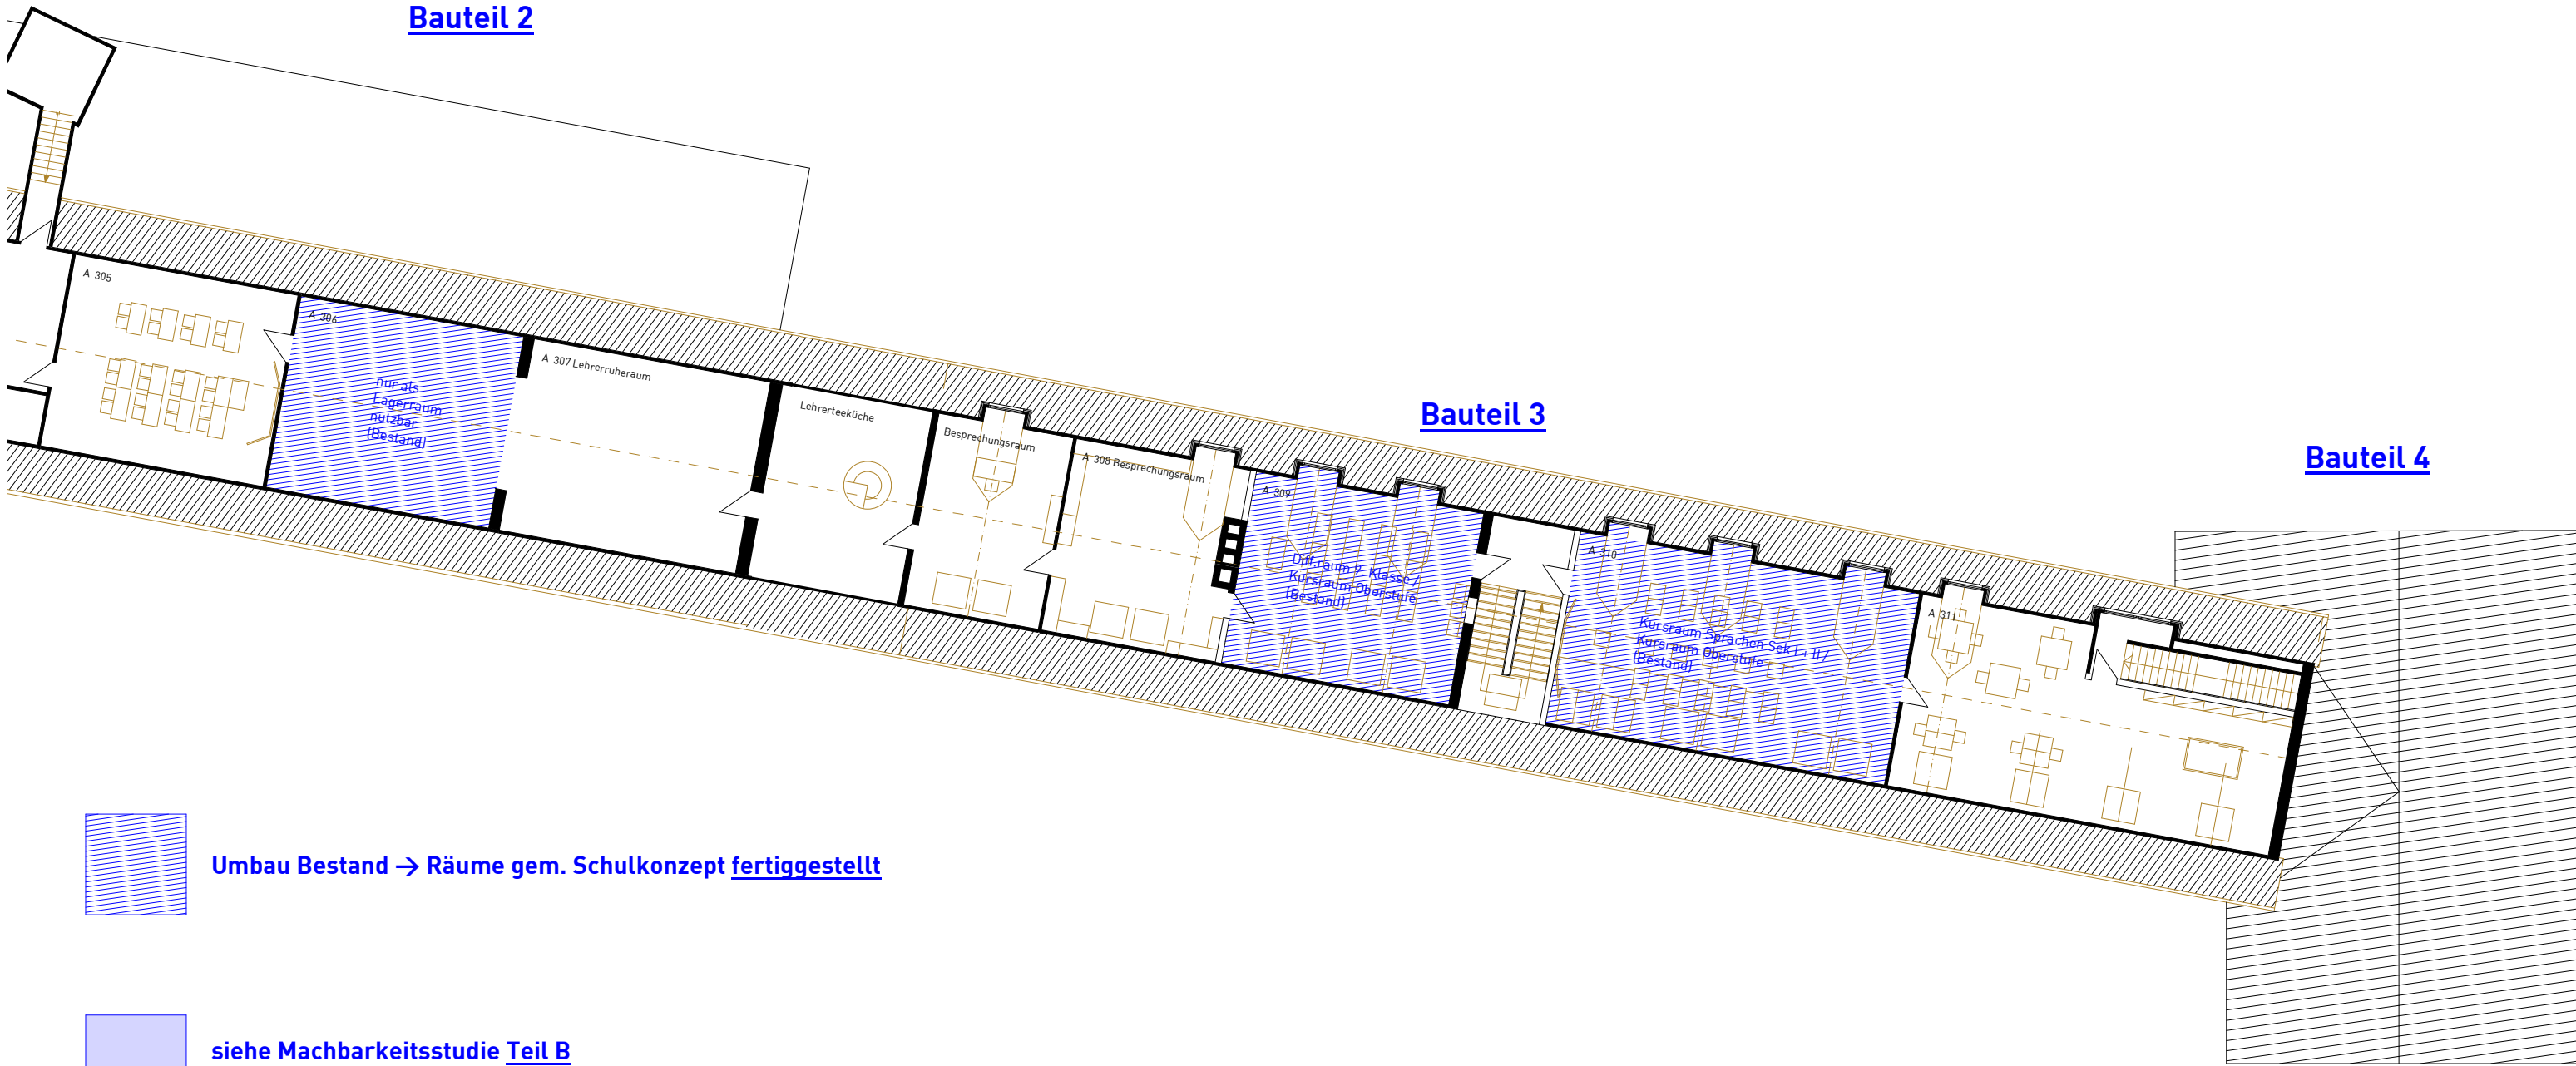 Bauteil 2
Bauteil 3
Bauteil 4
A 305
A 306
nur als
Lagerraum
nutzbar
(Bestand)
A 307 Lehrerruheraum
Lehrerteeküche
Besprechungsraum
A 308 Besprechungsraum
A 309
Diff.raum 9. Klasse /
Kursraum Oberstufe
(Bestand)
A 310
Kursraum Sprachen Sek I + II /
Kursraum Oberstufe
(Bestand)
A 311
Umbau Bestand → Räume gem. Schulkonzept fertiggestellt
siehe Machbarkeitsstudie Teil B